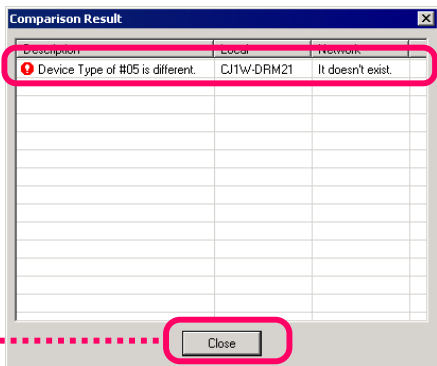 Comparison Result
Description Local Network
Device Type of #05 is different. CJ1W-DRM21 It doesn't exist.
Close